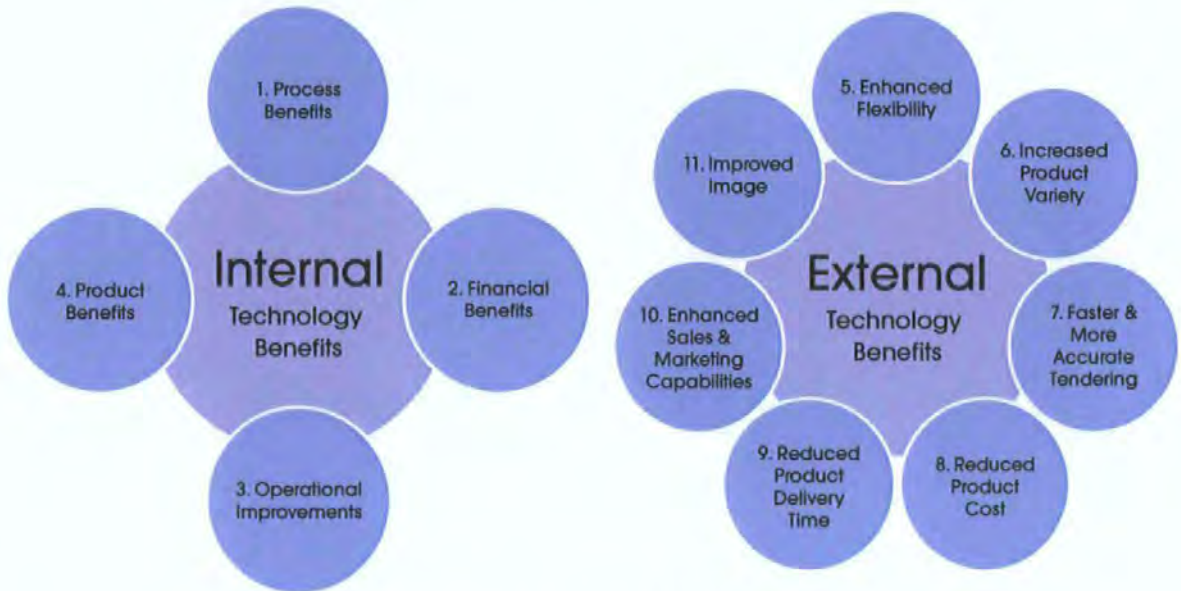 1. Process
Benefits
Internal
Technology
Benefits
2. Financial
Benefits
3. Operational
Improvements
4. Product
Benefits
External
Technology
Benefits
5. Enhanced
Flexibility
6. Increased
Product
Variety
7. Faster &
More
Accurate
Tendering
8. Reduced
Product
Cost
9. Reduced
Product
Delivery
Time
10. Enhanced
Sales &
Marketing
Capabilities
11. Improved
Image